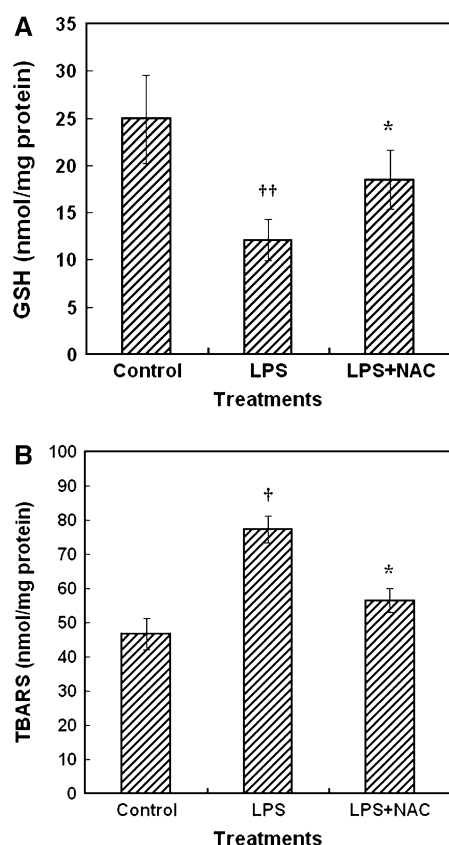 A
GSH (nmol/mg protein)
35
30
25
20
15
10
5
0
††
*
Control LPS LPS+NAC
Treatments
B
TBARS (nmol/mg protein)
100
90
80
70
60
50
40
30
20
10
0
†
*
Control LPS LPS+NAC
Treatments